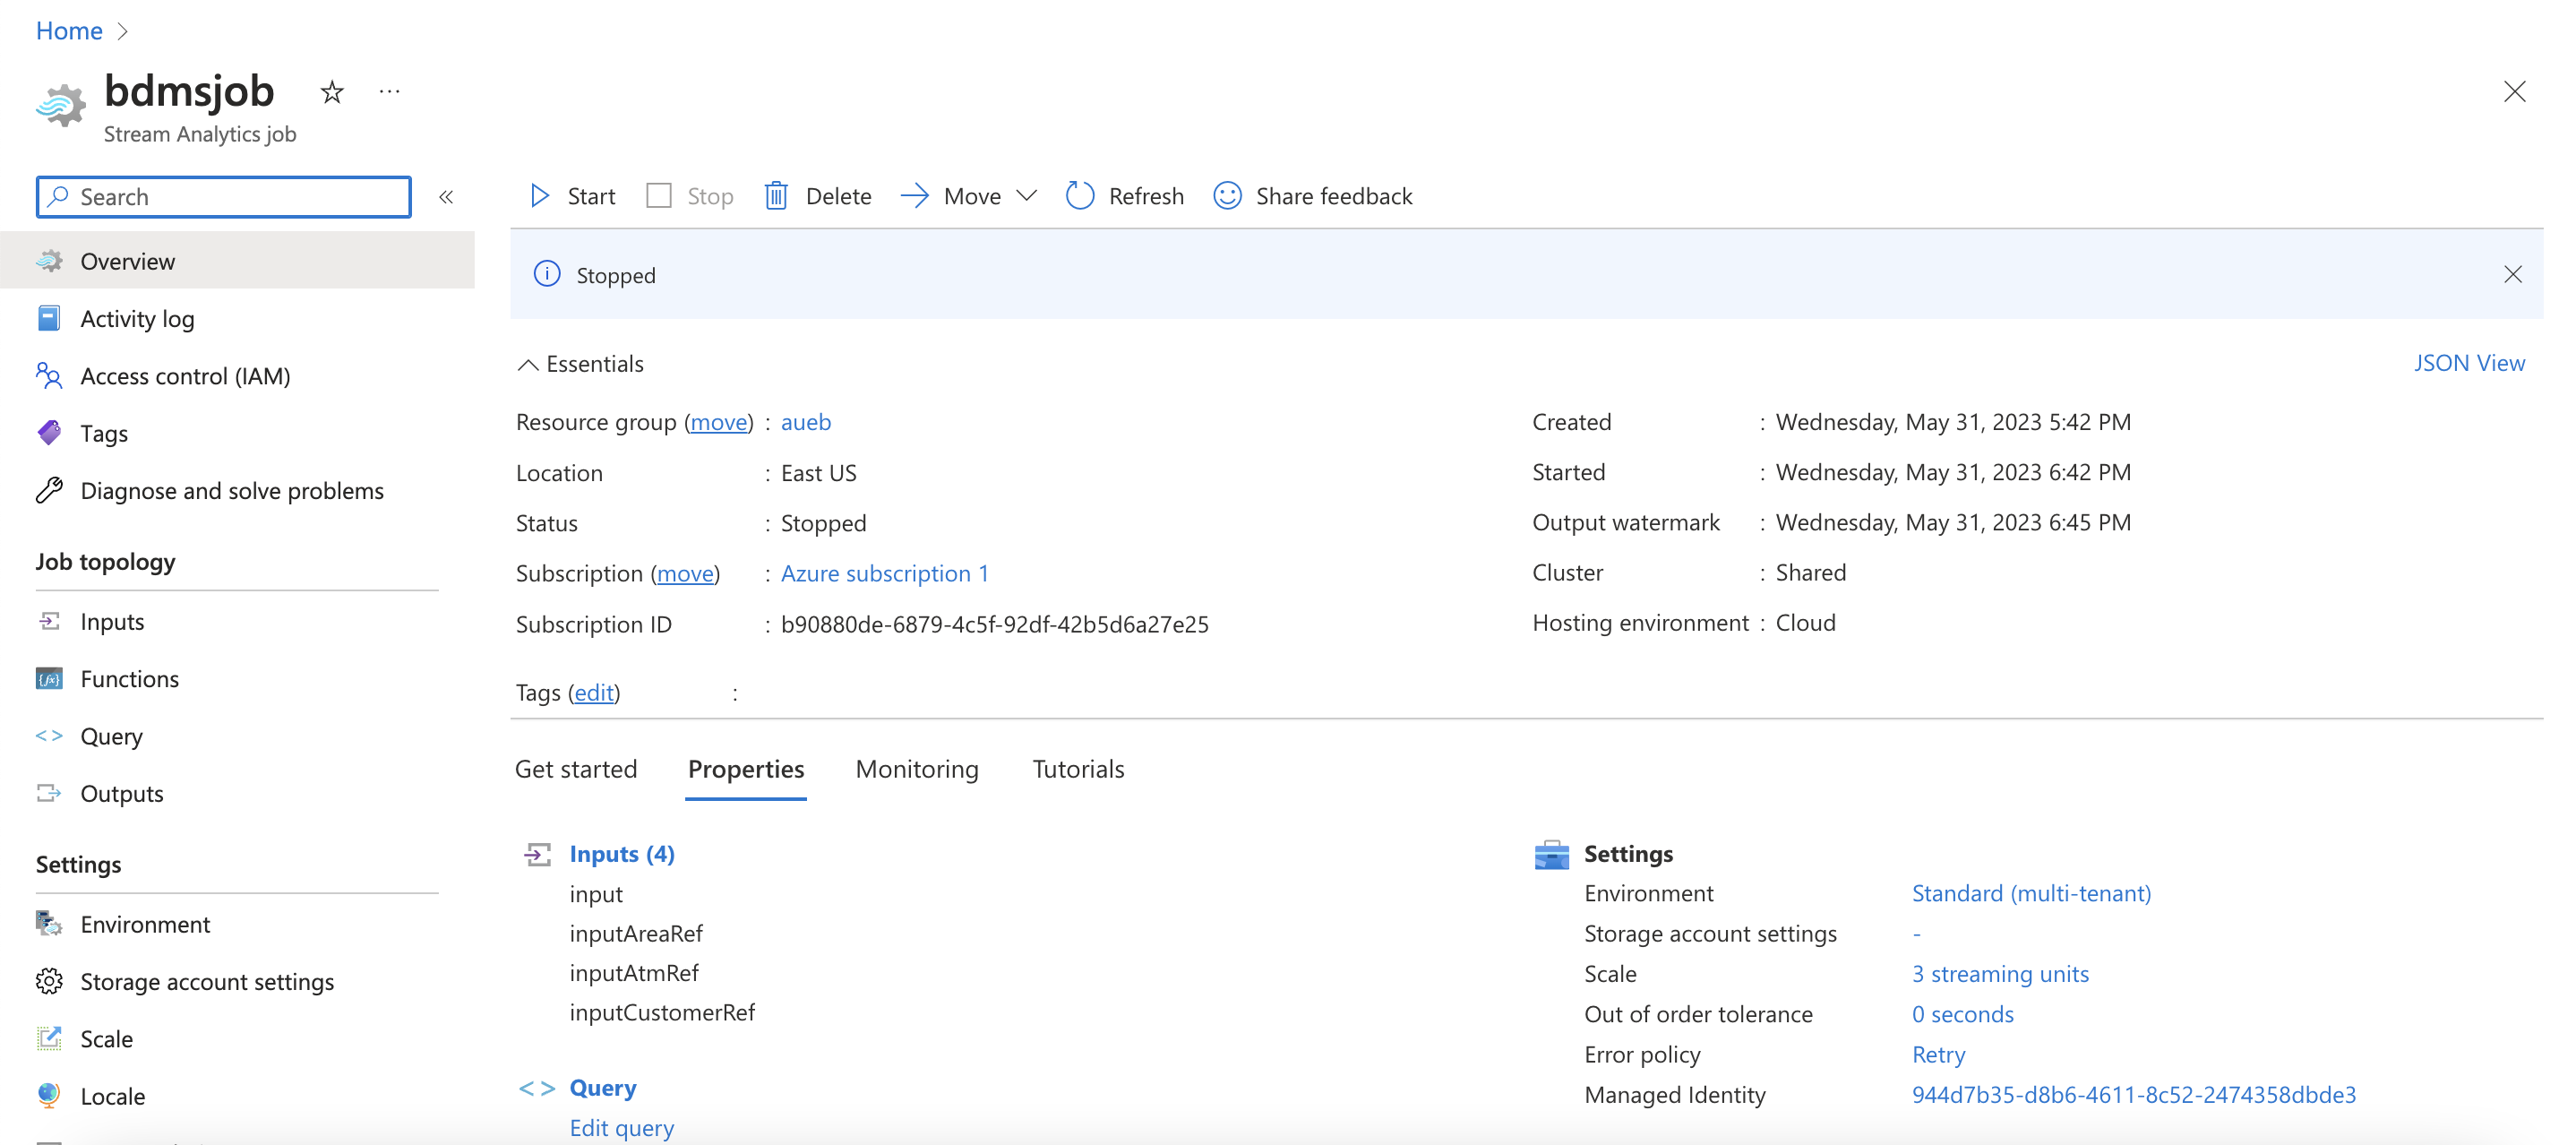 Home
bdmsjob
Stream Analytics job
Search
Start Stop Delete Move Refresh Share feedback
Overview
Activity log
Access control (IAM)
Tags
Diagnose and solve problems
Job topology
Inputs
Functions
Query
Outputs
Settings
Environment
Storage account settings
Scale
Locale
Stopped
Essentials
JSON View
Resource group (move) : aueb
Location : East US
Status : Stopped
Subscription (move) : Azure subscription 1
Subscription ID : b90880de-6879-4c5f-92df-42b5d6a27e25
Created : Wednesday, May 31, 2023 5:42 PM
Started : Wednesday, May 31, 2023 6:42 PM
Output watermark : Wednesday, May 31, 2023 6:45 PM
Cluster : Shared
Hosting environment : Cloud
Tags (edit) :
Get started Properties Monitoring Tutorials
Inputs (4)
input
inputAreaRef
inputAtmRef
inputCustomerRef
Query
Edit query
Settings
Environment Standard (multi-tenant)
Storage account settings -
Scale 3 streaming units
Out of order tolerance 0 seconds
Error policy Retry
Managed Identity 944d7b35-d8b6-4611-8c52-2474358dbde3